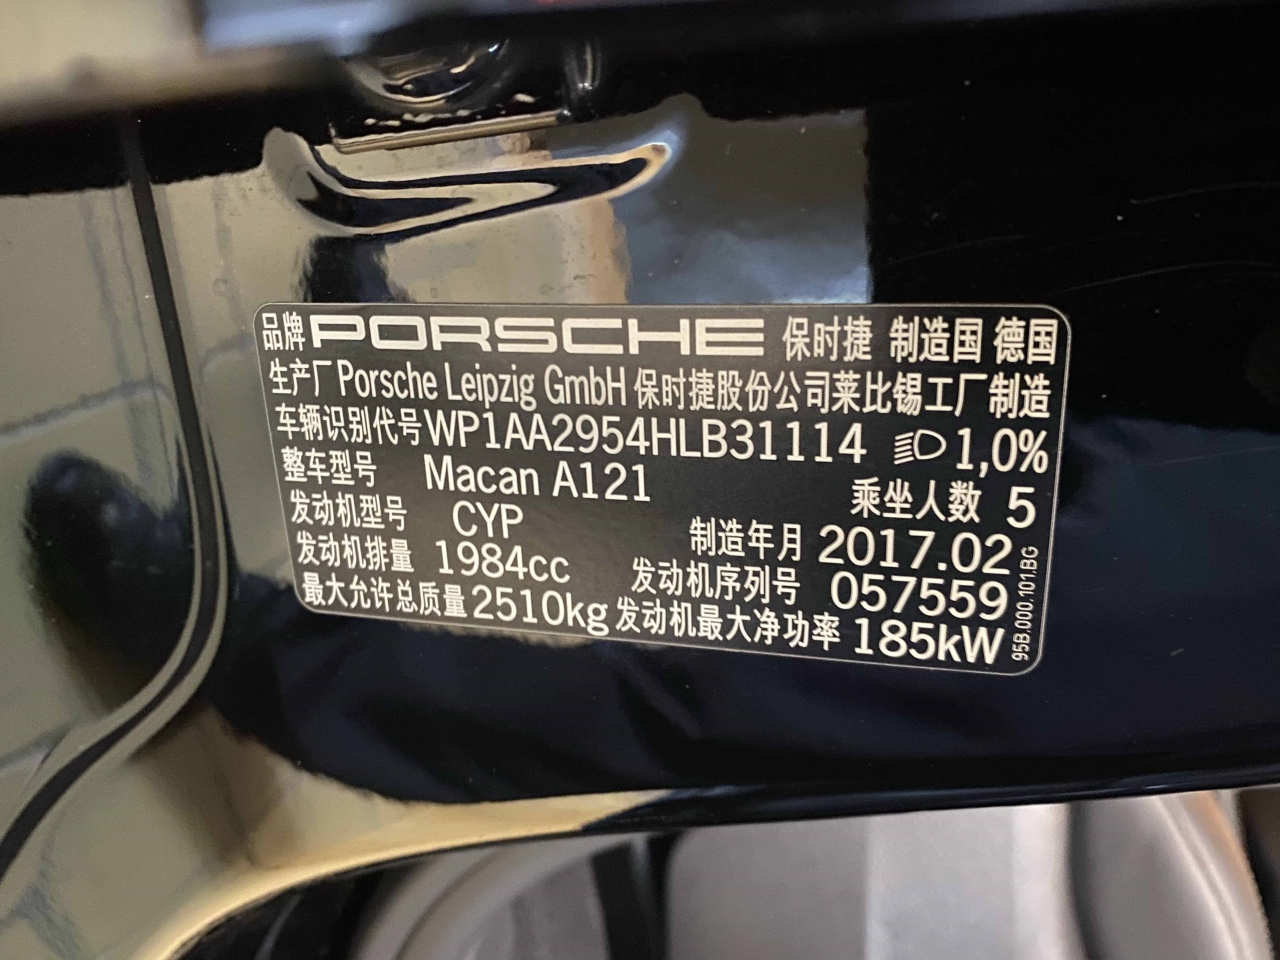 品牌 PORSCHE 保时捷 制造国 德国
生产厂 Porsche Leipzig GmbH 保时捷股份公司莱比锡工厂制造
车辆识别代号 WP1AA2954HLB31114 1,0%
整车型号 Macan A121 乘坐人数 5
发动机型号 CYP 制造年月 2017.02
发动机排量 1984cc 发动机序列号 057559
最大允许总质量 2510kg 发动机最大净功率 185kW
95B.000.101.BG